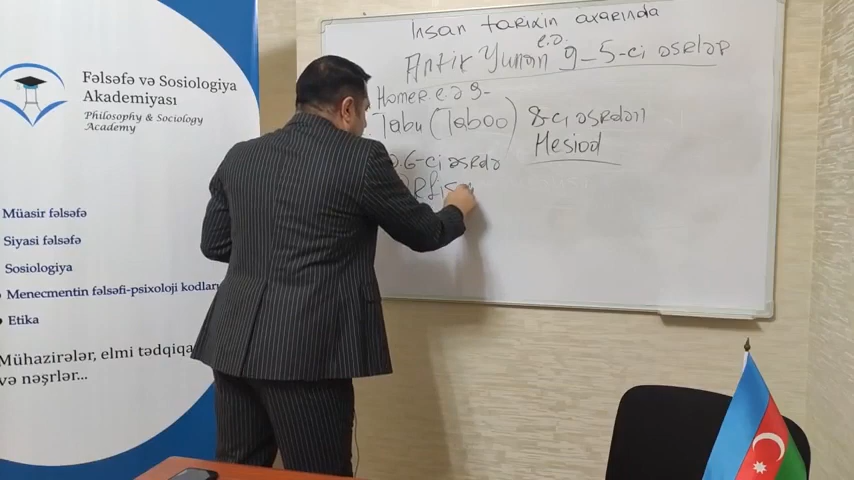 Fəlsəfə və Sosiologiya
Akademiyası
Philosophy & Sociology
Academy
Müasir fəlsəfə
Siyasi fəlsəfə
Sosiologiya
Menecmentin fəlsəfi-psixoloji kodları
Etika
Mühazirələr, elmi tədqiqa
və nəşrlər...
İnsan tarixin axarında
e.ə.
Antik Yunan 9-5-ci əsrlər
Homer e.ə 9-
Tabu (Taboo) 8-ci əsrdən
Hesiod
6-ci əsrdə